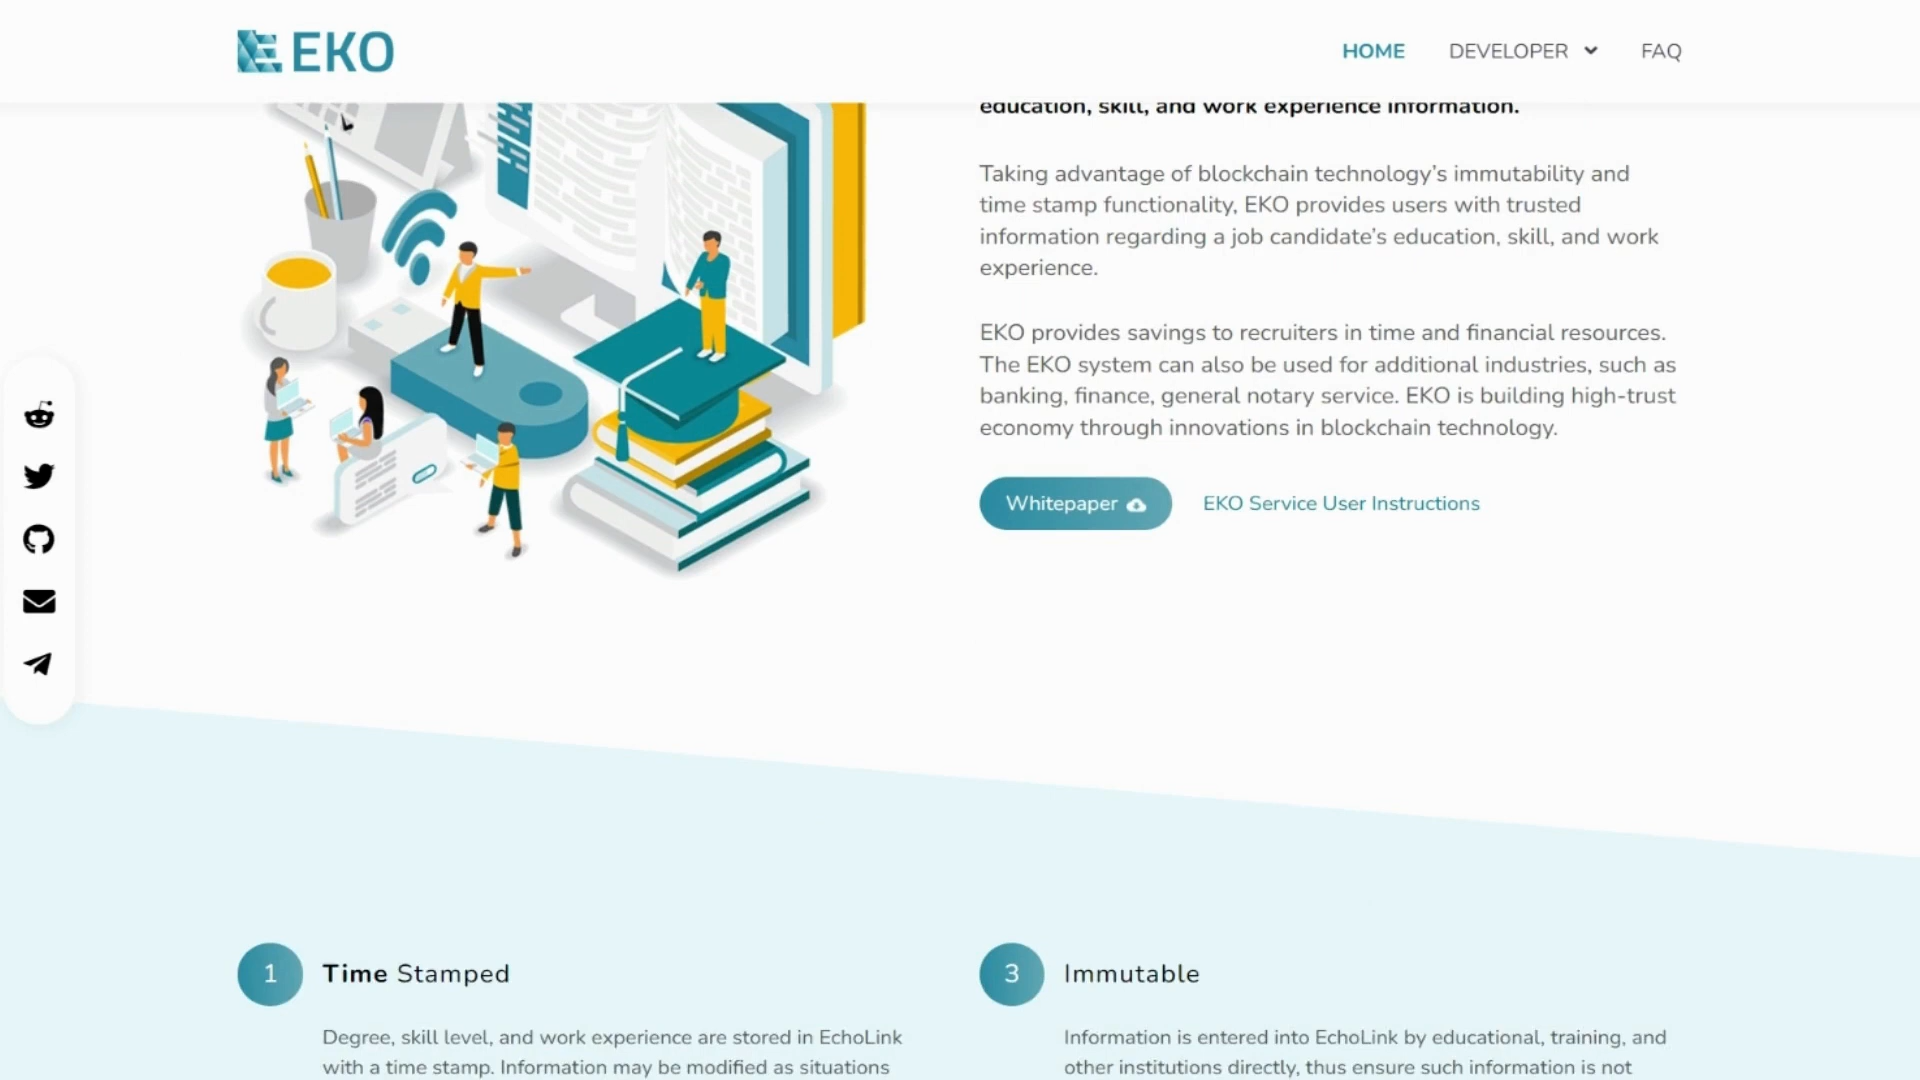 EKO
HOME
DEVELOPER
FAQ
education, skill, and work experience information.
Taking advantage of blockchain technology’s immutability and
time stamp functionality, EKO provides users with trusted
information regarding a job candidate’s education, skill, and work
experience.
EKO provides savings to recruiters in time and financial resources.
The EKO system can also be used for additional industries, such as
banking, finance, general notary service. EKO is building high-trust
economy through innovations in blockchain technology.
Whitepaper
EKO Service User Instructions
1
Time Stamped
Degree, skill level, and work experience are stored in EchoLink
with a time stamp. Information may be modified as situations
3
Immutable
Information is entered into EchoLink by educational, training, and
other institutions directly, thus ensure such information is not